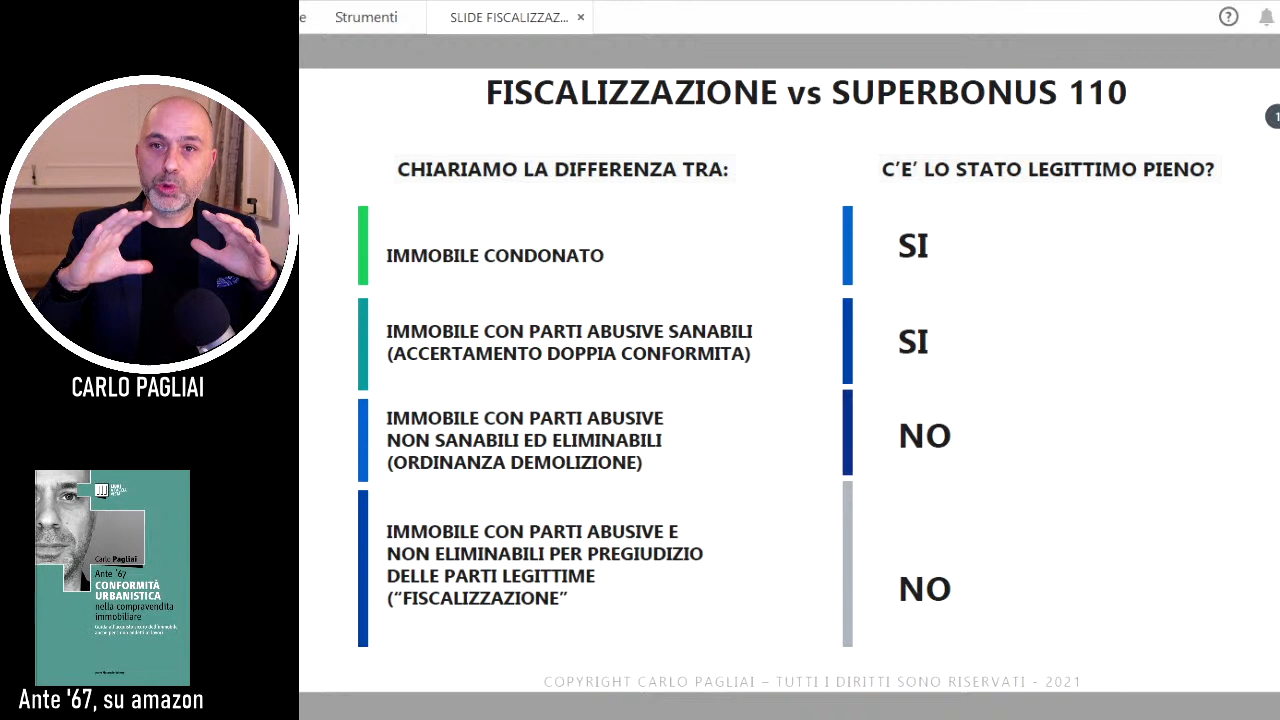 e
Strumenti
SLIDE FISCALIZZAZ... ×
FISCALIZZAZIONE vs SUPERBONUS 110
CHIARIAMO LA DIFFERENZA TRA:
C'E' LO STATO LEGITTIMO PIENO?
IMMOBILE CONDONATO
SI
IMMOBILE CON PARTI ABUSIVE SANABILI
(ACCERTAMENTO DOPPIA CONFORMITA)
SI
IMMOBILE CON PARTI ABUSIVE
NON SANABILI ED ELIMINABILI
(ORDINANZA DEMOLIZIONE)
NO
IMMOBILE CON PARTI ABUSIVE E
NON ELIMINABILI PER PREGIUDIZIO
DELLE PARTI LEGITTIME
(“FISCALIZZAZIONE”
NO
COPYRIGHT CARLO PAGLIAI – TUTTI I DIRITTI SONO RISERVATI - 2021
CARLO PAGLIAI
Carlo Pagliai
Ante '67
CONFORMITÀ
URBANISTICA
nella compravendita
immobiliare
Ante '67, su amazon